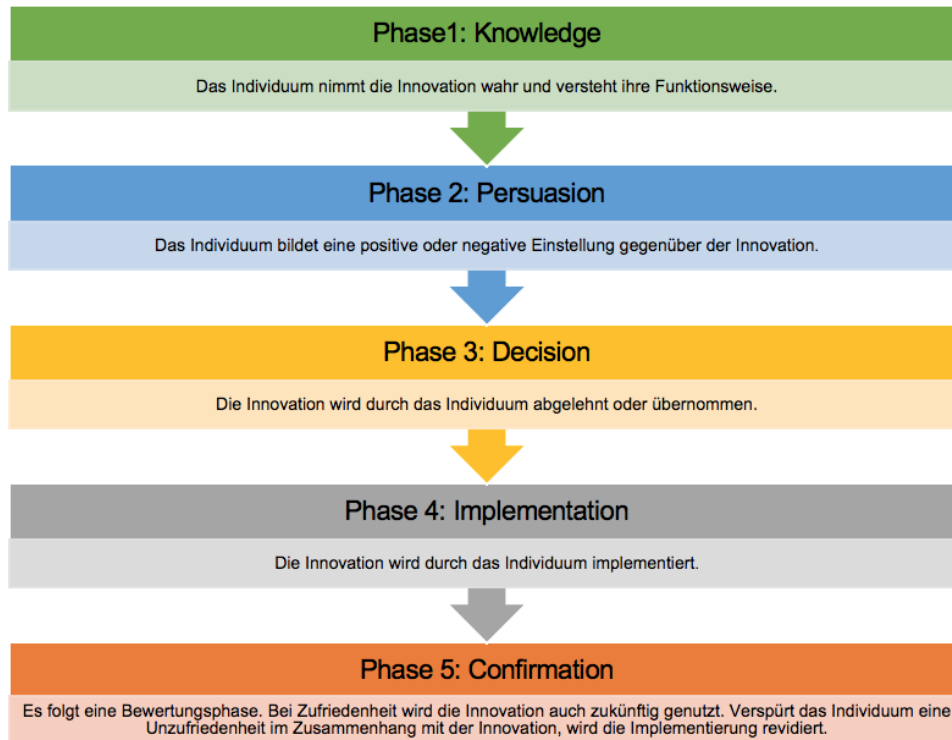 Phase1: Knowledge
Das Individuum nimmt die Innovation wahr und versteht ihre Funktionsweise.
Phase 2: Persuasion
Das Individuum bildet eine positive oder negative Einstellung gegenüber der Innovation.
Phase 3: Decision
Die Innovation wird durch das Individuum abgelehnt oder übernommen.
Phase 4: Implementation
Die Innovation wird durch das Individuum implementiert.
Phase 5: Confirmation
Es folgt eine Bewertungsphase. Bei Zufriedenheit wird die Innovation auch zukünftig genutzt. Verspürt das Individuum eine
Unzufriedenheit im Zusammenhang mit der Innovation, wird die Implementierung revidiert.